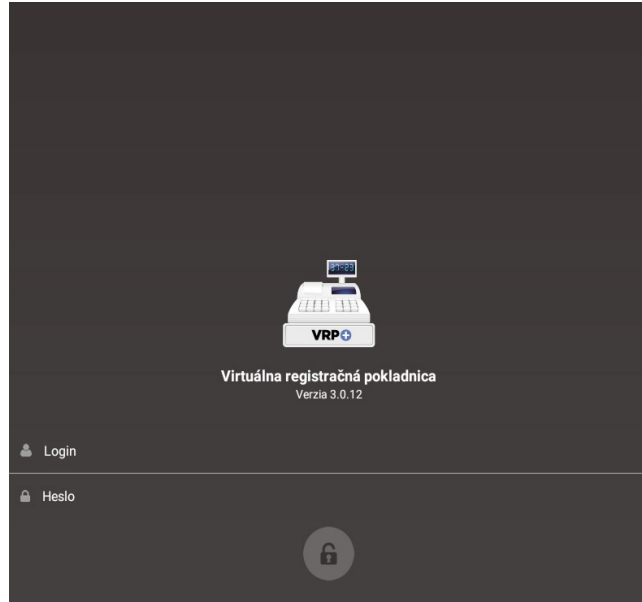 VRP+
Virtuálna registračná pokladnica
Verzia 3.0.12
Login
Heslo